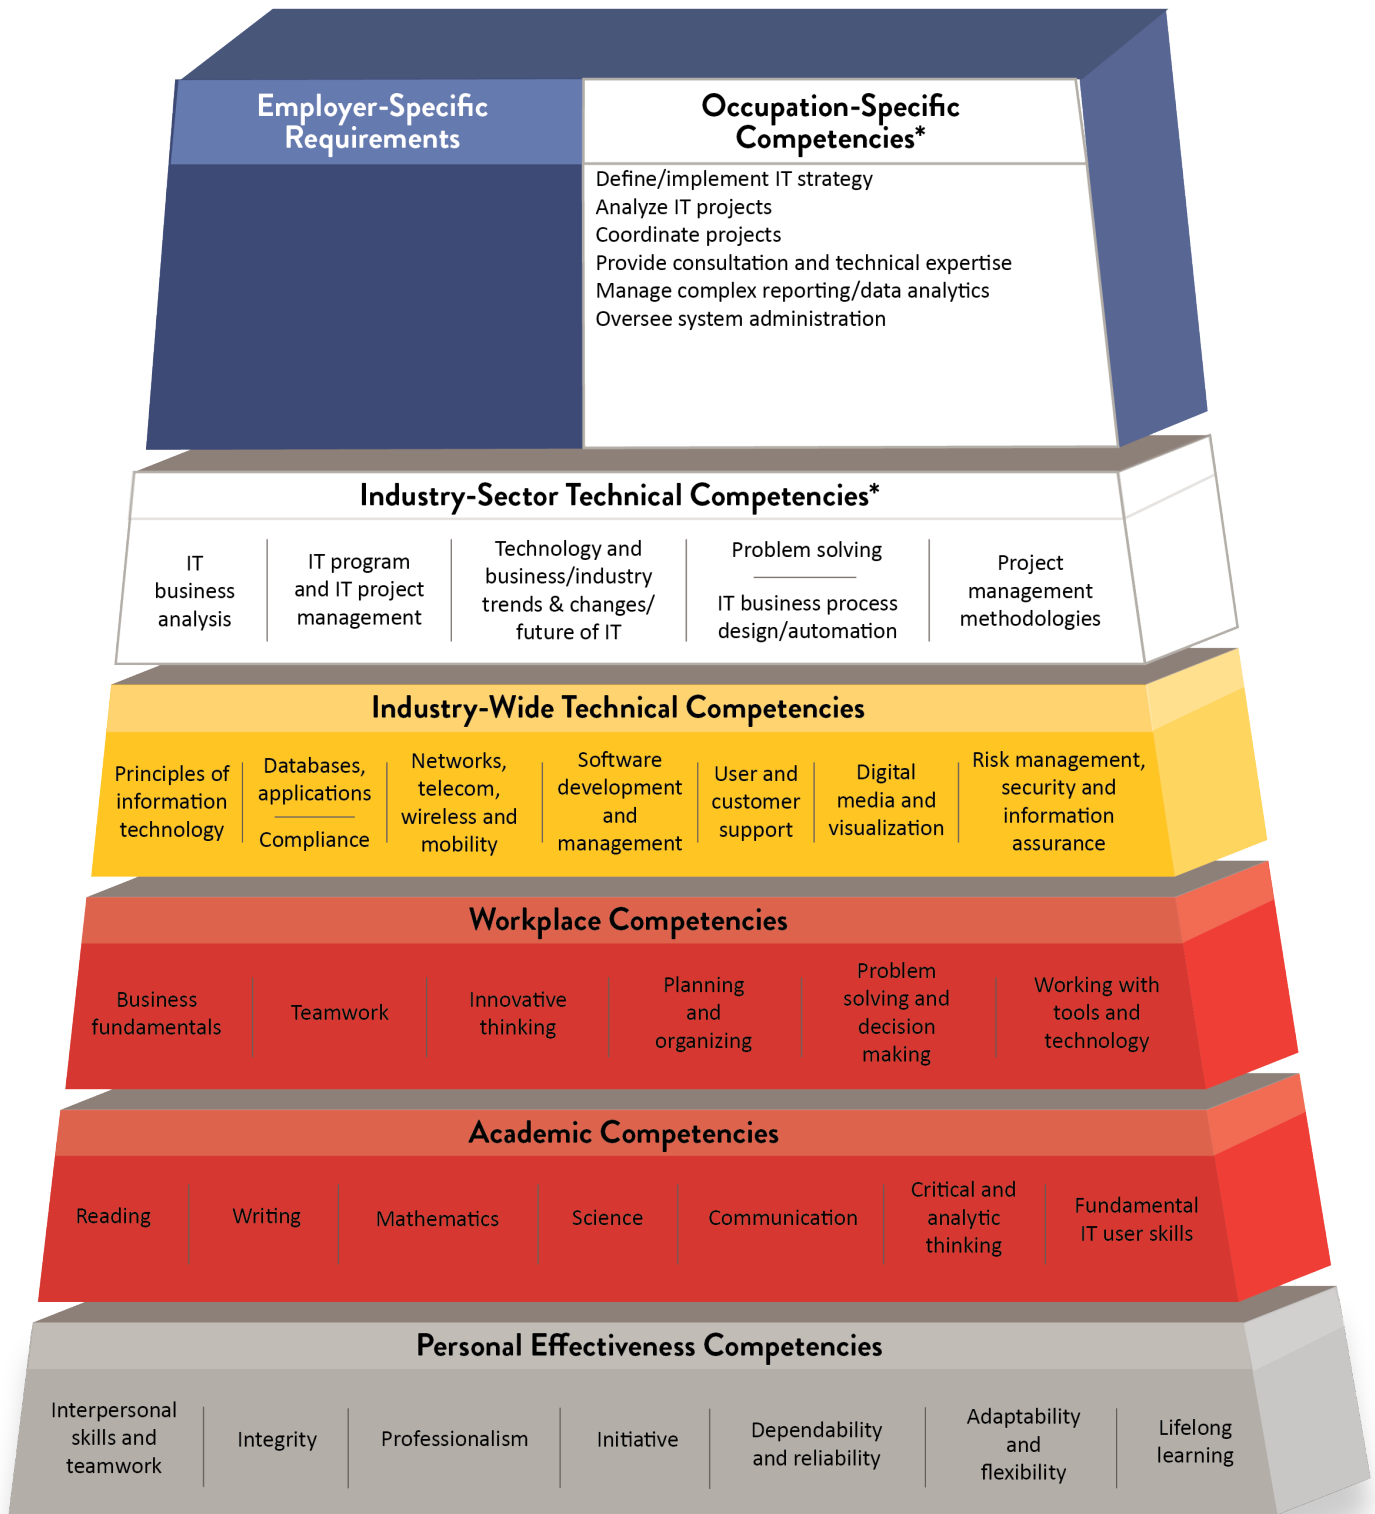 Employer-Specific
Requirements
Occupation-Specific
Competencies*
Define/implement IT strategy
Analyze IT projects
Coordinate projects
Provide consultation and technical expertise
Manage complex reporting/data analytics
Oversee system administration
Industry-Sector Technical Competencies*
IT
business
analysis
IT program
and IT project
management
Technology and
business/industry
trends & changes/
future of IT
Problem solving
IT business process
design/automation
Project
management
methodologies
Industry-Wide Technical Competencies
Principles of
information
technology
Databases,
applications
Compliance
Networks,
telecom,
wireless and
mobility
Software
development
and
management
User and
customer
support
Digital
media and
visualization
Risk management,
security and
information
assurance
Workplace Competencies
Business
fundamentals
Teamwork
Innovative
thinking
Planning
and
organizing
Problem
solving and
decision
making
Working with
tools and
technology
Academic Competencies
Reading
Writing
Mathematics
Science
Communication
Critical and
analytic
thinking
Fundamental
IT user skills
Personal Effectiveness Competencies
Interpersonal
skills and
teamwork
Integrity
Professionalism
Initiative
Dependability
and reliability
Adaptability
and
flexibility
Lifelong
learning